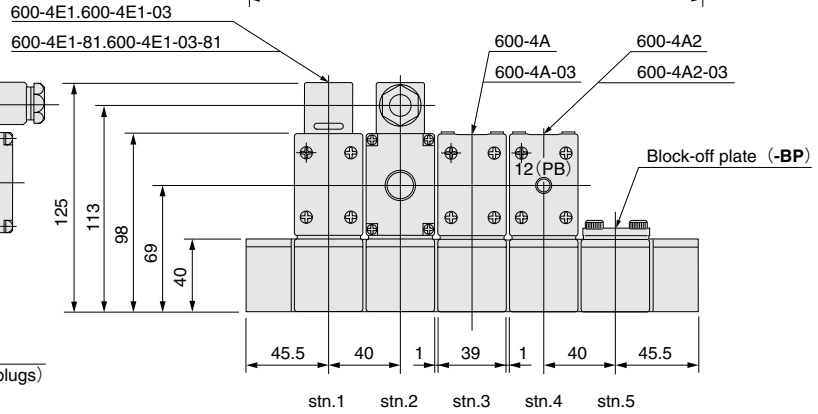 600-4E1.600-4E1-03
600-4E1-81.600-4E1-03-81
600-4A
600-4A-03
600-4A2
600-4A2-03
Block-off plate（-BP）
12（PB）
125
113
98
69
40
45.5
40
1
39
1
40
45.5
plugs）
stn.1
stn.2
stn.3
stn.4
stn.5